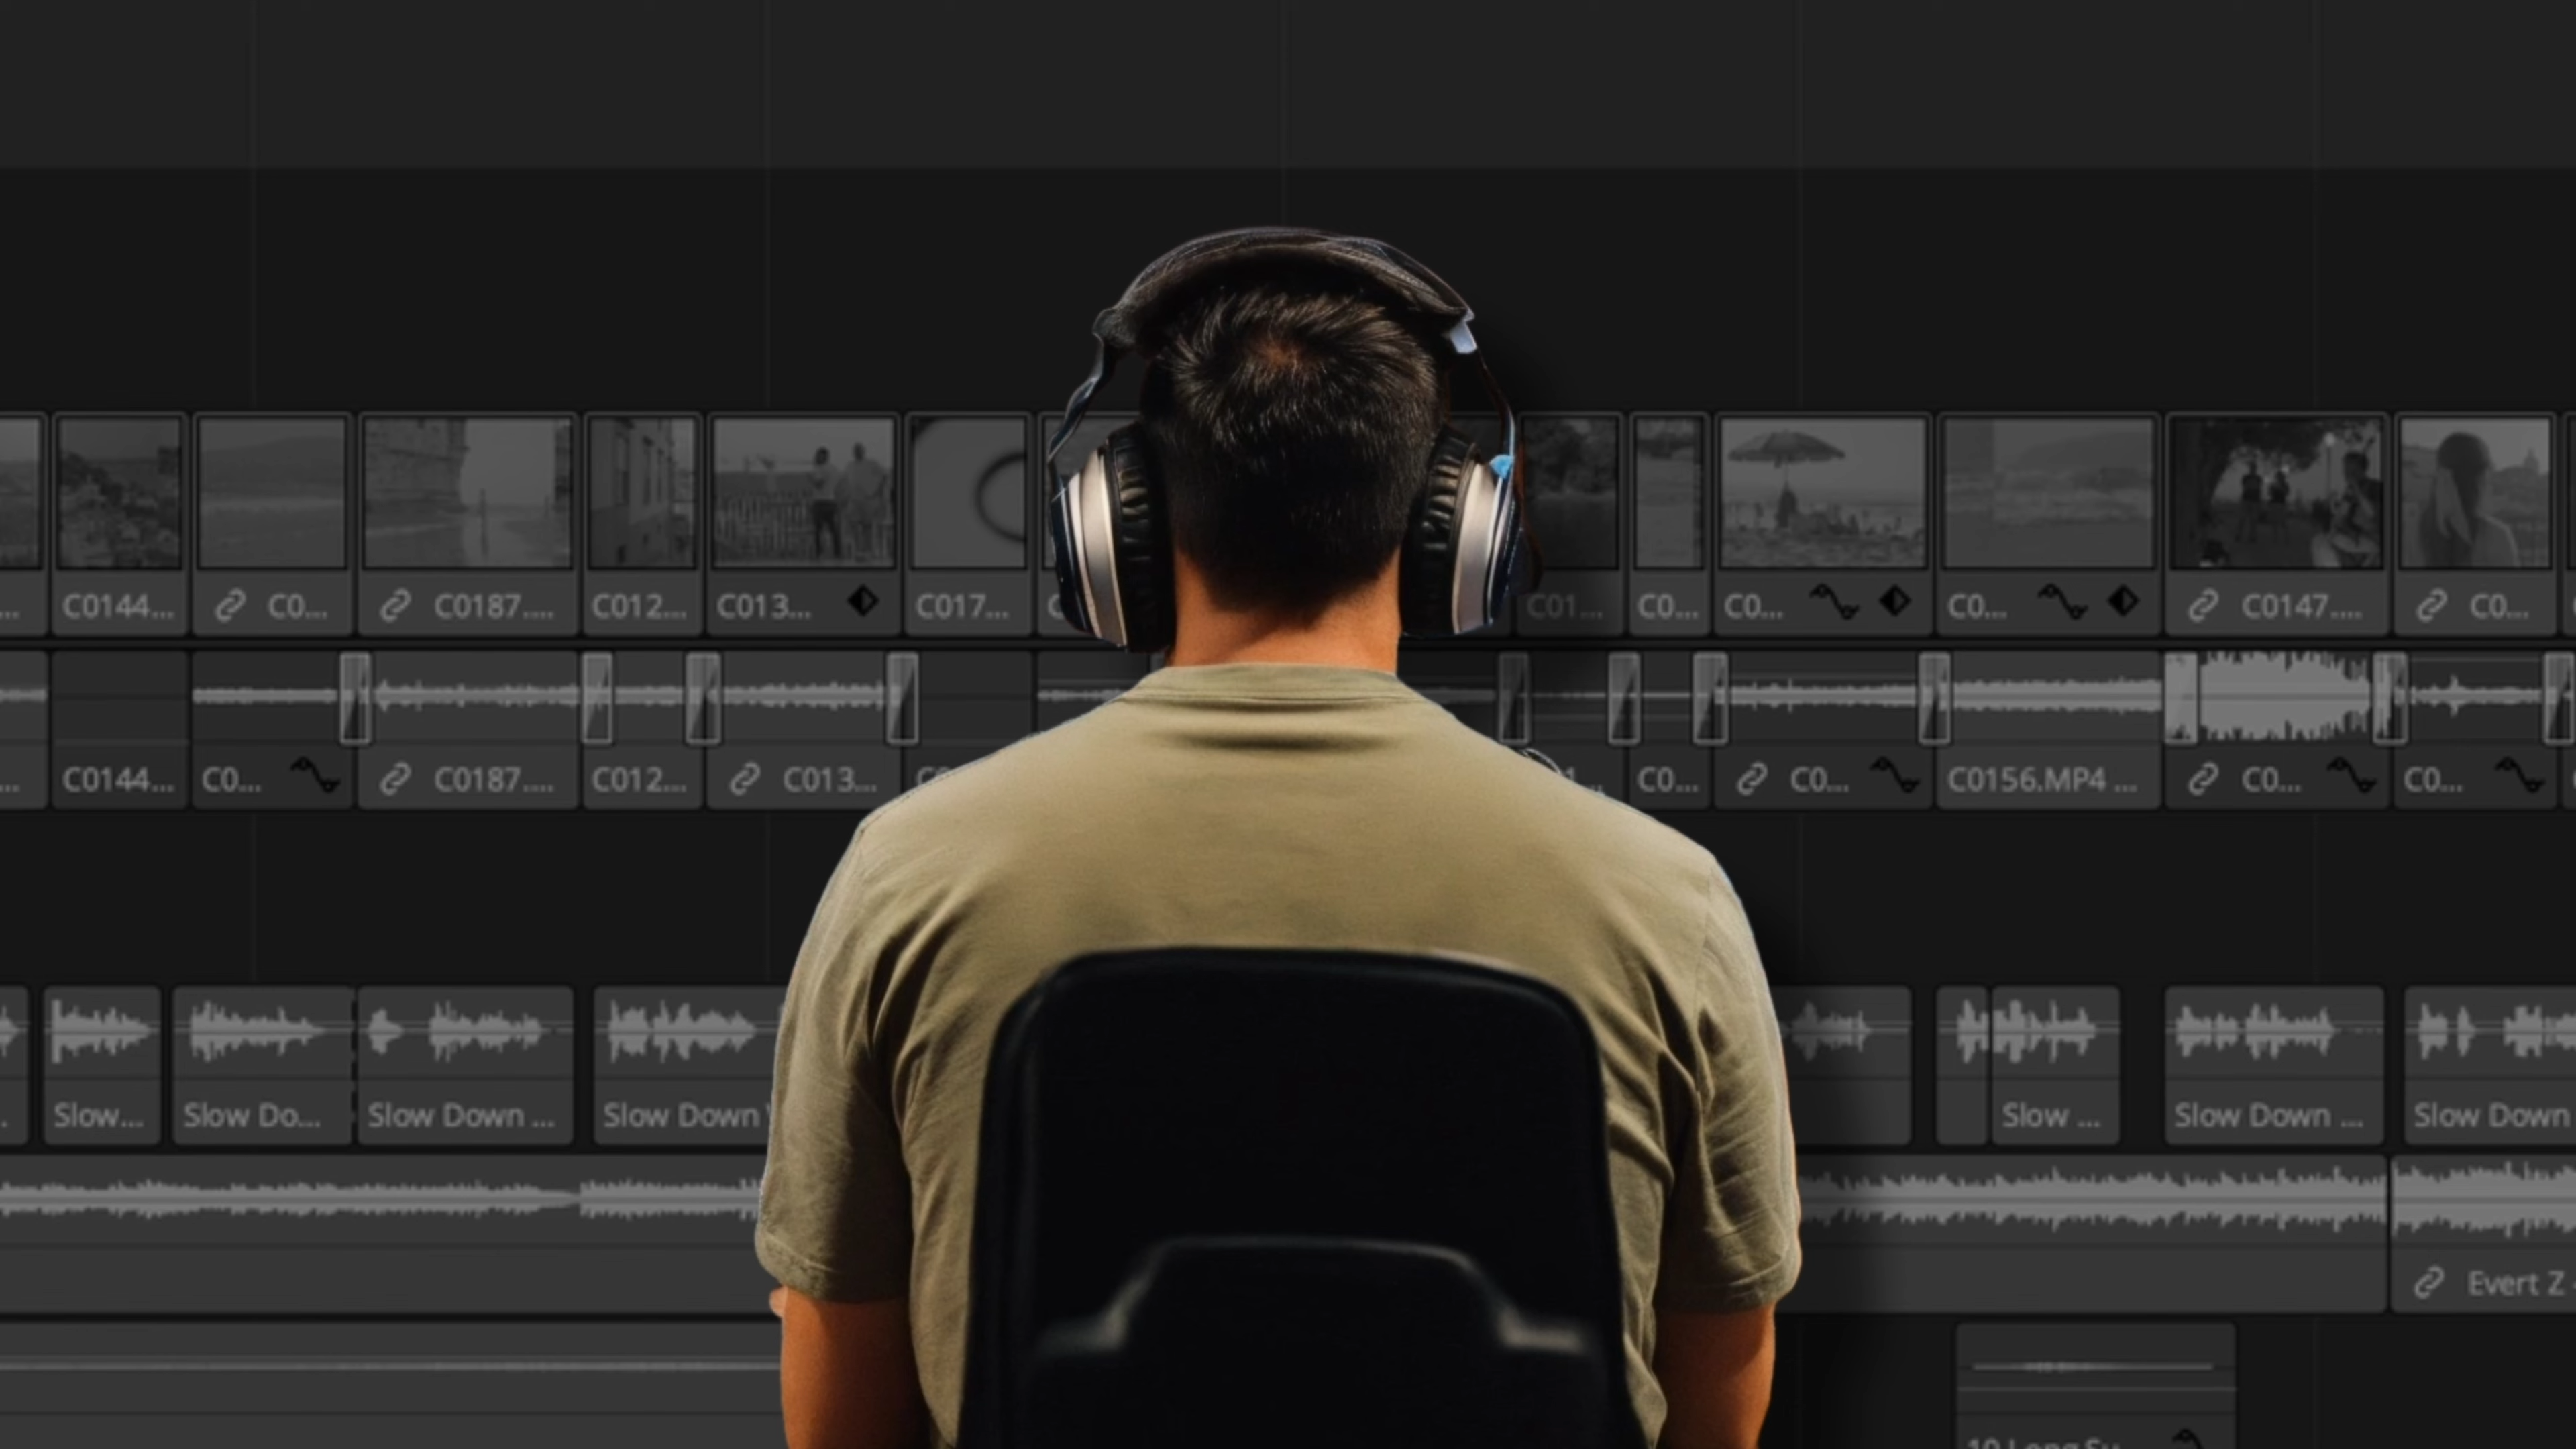 C0144... C0... C0187.... C012... C013... C017... C01... C0... C0... C0... C0147.... C0...
C0144... C0... C0187.... C012... C013... C0... C0... C0156.MP4 ... C0... C0...
Slow... Slow Do... Slow Down ... Slow Down Slow ... Slow Down ... Slow Down
Evert Z